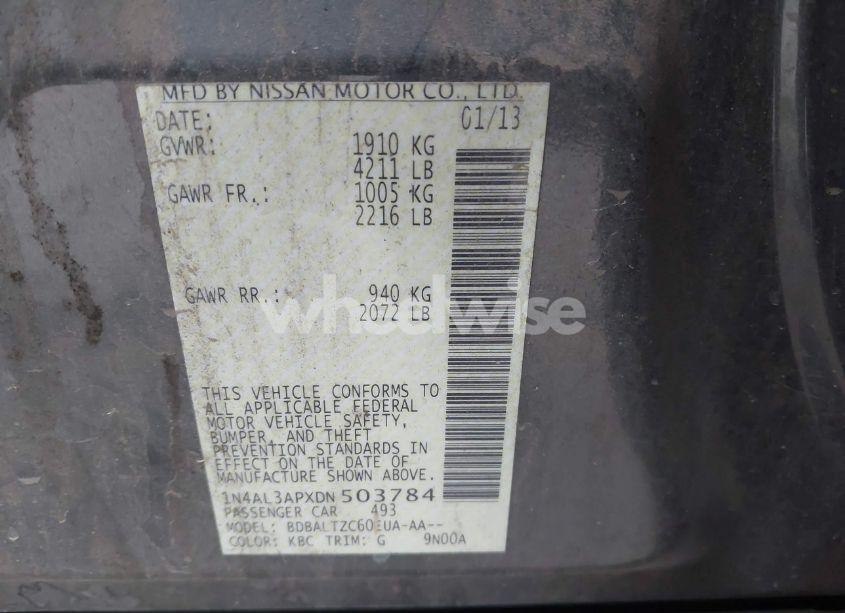 MFD BY NISSAN MOTOR CO., LTD.
DATE: 01/13
GVWR: 1910 KG
4211 LB
GAWR FR.: 1005 KG
2216 LB
GAWR RR.: 940 KG
2072 LB
wheelwise
THIS VEHICLE CONFORMS TO
ALL APPLICABLE FEDERAL
MOTOR VEHICLE SAFETY,
BUMPER, AND THEFT
PREVENTION STANDARDS IN
EFFECT ON THE DATE OF
MANUFACTURE SHOWN ABOVE.
1N4AL3APXDN503784
PASSENGER CAR 493
MODEL: BDBALTZC60EUA-AA--
COLOR: KBC TRIM: G 9N00A